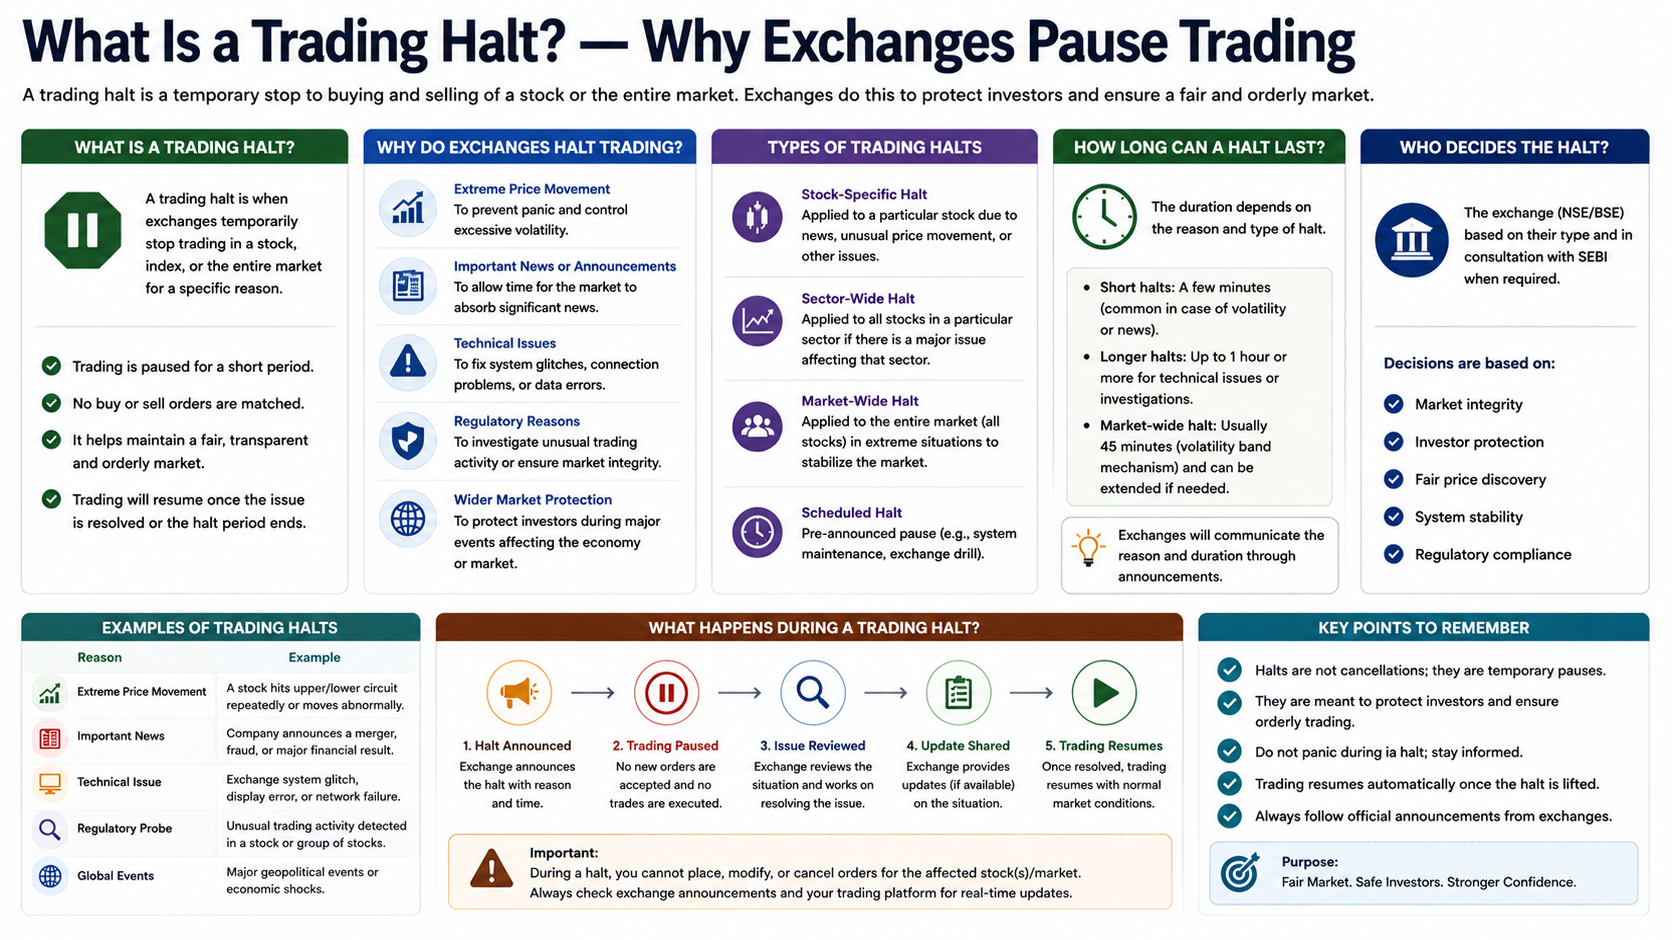 What Is a Trading Halt? — Why Exchanges Pause Trading
A trading halt is a temporary stop to buying and selling of a stock or the entire market. Exchanges do this to protect investors and ensure a fair and orderly market.
WHAT IS A TRADING HALT?
A trading halt is when
exchanges temporarily
stop trading in a stock,
index, or the entire market
for a specific reason.
Trading is paused for a short period.
No buy or sell orders are matched.
It helps maintain a fair, transparent
and orderly market.
Trading will resume once the issue
is resolved or the halt period ends.
WHY DO EXCHANGES HALT TRADING?
Extreme Price Movement
To prevent panic and control
excessive volatility.
Important News or Announcements
To allow time for the market to
absorb significant news.
Technical Issues
To fix system glitches, connection
problems, or data errors.
Regulatory Reasons
To investigate unusual trading
activity or ensure market integrity.
Wider Market Protection
To protect investors during major
events affecting the economy
or market.
TYPES OF TRADING HALTS
Stock-Specific Halt
Applied to a particular stock due to
news, unusual price movement, or
other issues.
Sector-Wide Halt
Applied to all stocks in a particular
sector if there is a major issue
affecting that sector.
Market-Wide Halt
Applied to the entire market (all
stocks) in extreme situations to
stabilize the market.
Scheduled Halt
Pre-announced pause (e.g., system
maintenance, exchange drill).
HOW LONG CAN A HALT LAST?
The duration depends on
the reason and type of halt.
• Short halts: A few minutes
(common in case of volatility
or news).
• Longer halts: Up to 1 hour or
more for technical issues or
investigations.
• Market-wide halt: Usually
45 minutes (volatility band
mechanism) and can be
extended if needed.
Exchanges will communicate the
reason and duration through
announcements.
WHO DECIDES THE HALT?
The exchange (NSE/BSE)
based on their type and in
consultation with SEBI
when required.
Decisions are based on:
Market integrity
Investor protection
Fair price discovery
System stability
Regulatory compliance
EXAMPLES OF TRADING HALTS
Reason Example
Extreme Price Movement A stock hits upper/lower circuit
repeatedly or moves abnormally.
Important News Company announces a merger,
fraud, or major financial result.
Technical Issue Exchange system glitch,
display error, or network failure.
Regulatory Probe Unusual trading activity detected
in a stock or group of stocks.
Global Events Major geopolitical events or
economic shocks.
WHAT HAPPENS DURING A TRADING HALT?
1. Halt Announced
Exchange announces
the halt with reason
and time.
2. Trading Paused
No new orders are
accepted and no
trades are executed.
3. Issue Reviewed
Exchange reviews the
situation and works on
resolving the issue.
4. Update Shared
Exchange provides
updates (if available)
on the situation.
5. Trading Resumes
Once resolved, trading
resumes with normal
market conditions.
Important:
During a halt, you cannot place, modify, or cancel orders for the affected stock(s)/market.
Always check exchange announcements and your trading platform for real-time updates.
KEY POINTS TO REMEMBER
Halts are not cancellations; they are temporary pauses.
They are meant to protect investors and ensure
orderly trading.
Do not panic during ia halt; stay informed.
Trading resumes automatically once the halt is lifted.
Always follow official announcements from exchanges.
Purpose:
Fair Market. Safe Investors. Stronger Confidence.